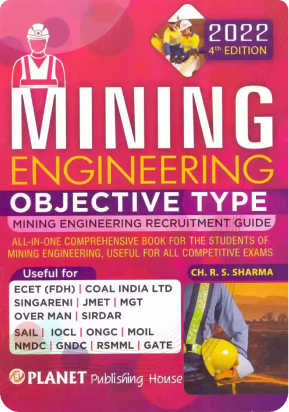 2022
4th EDITION
MINING
ENGINEERING
OBJECTIVE TYPE
MINING ENGINEERING RECRUITMENT GUIDE
ALL-IN-ONE COMPREHENSIVE BOOK FOR THE STUDENTS OF
MINING ENGINEERING, USEFUL FOR ALL COMPETITIVE EXAMS
Useful for
CH. R. S. SHARMA
ECET (FDH) | COAL INDIA LTD
SINGARENI | JMET | MGT
OVER MAN | SIRDAR
SAIL | IOCL | ONGC | MOIL
NMDC | GNDC | RSMML | GATE
PLANET Publishing House